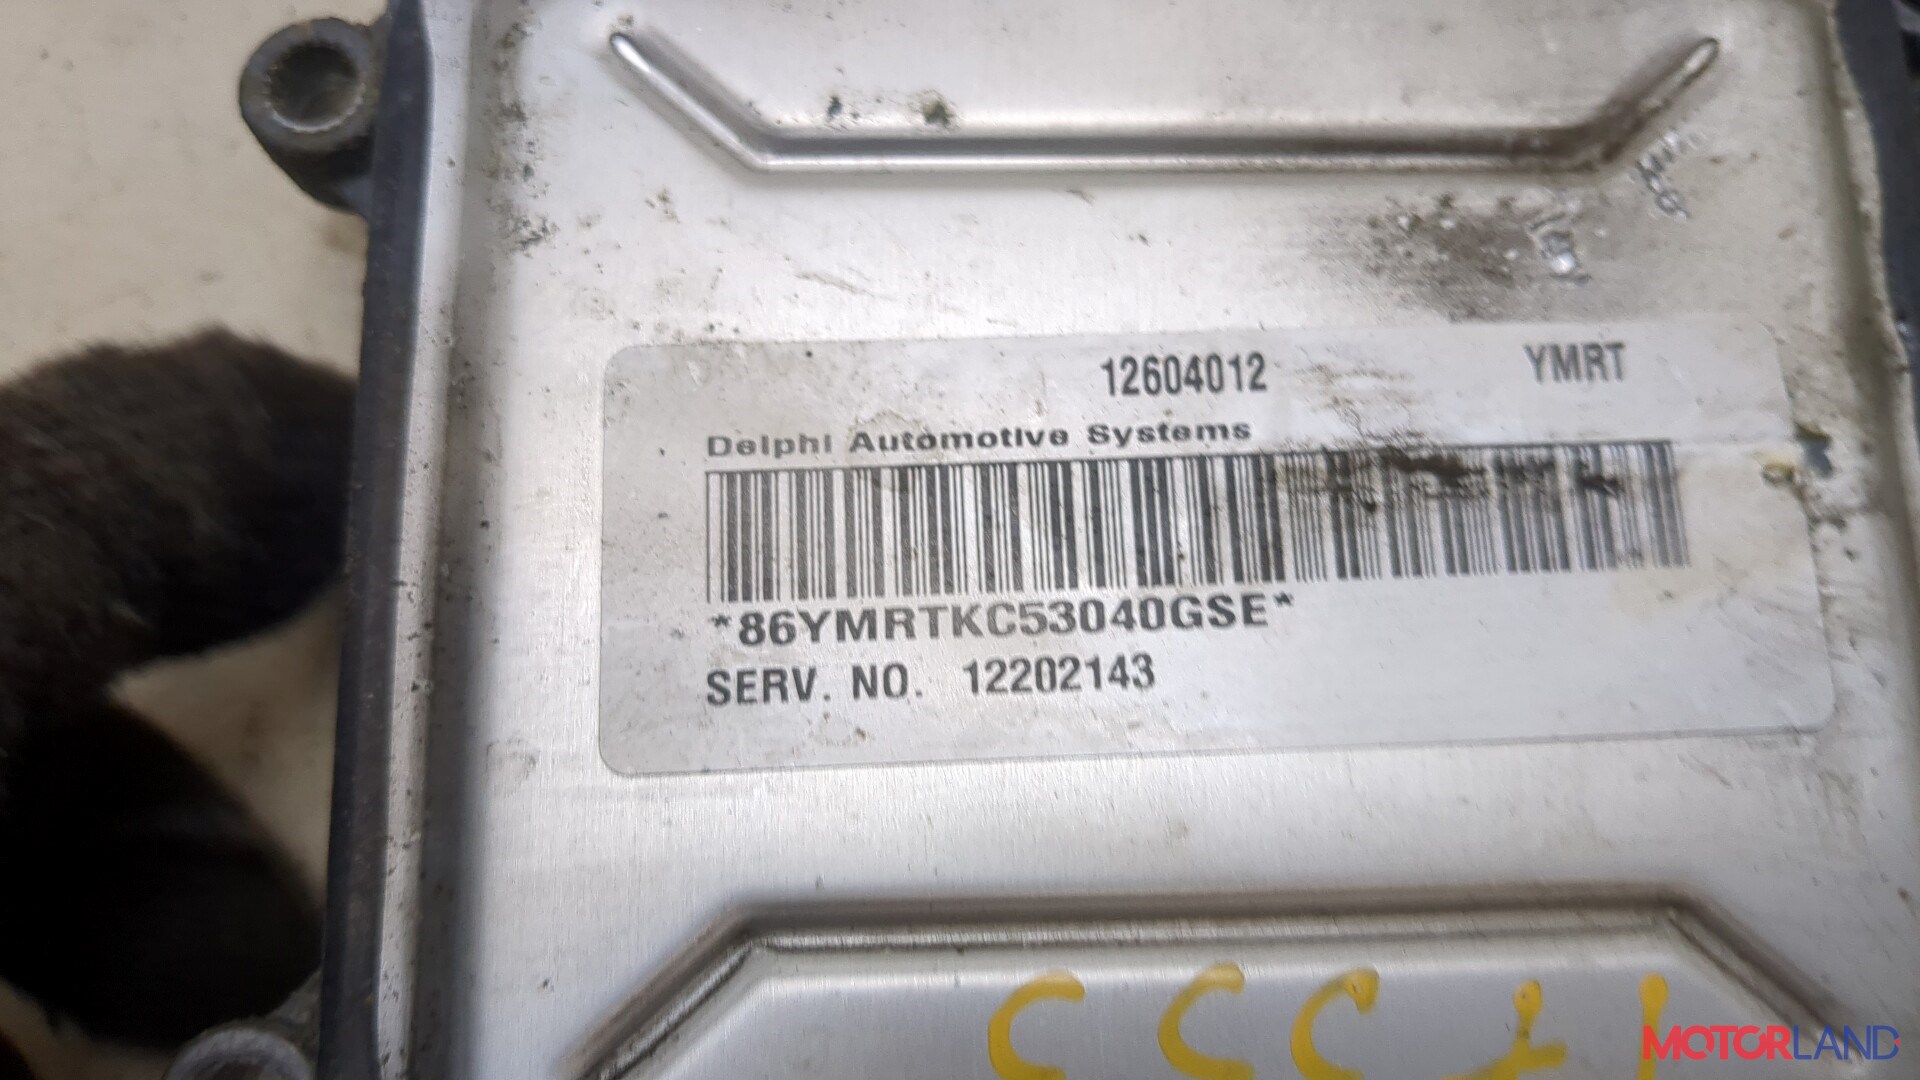 12604012 YMRT
Delphi Automotive Systems
*86YMRTKC53040GSE*
SERV. NO. 12202143
MOTORLAND